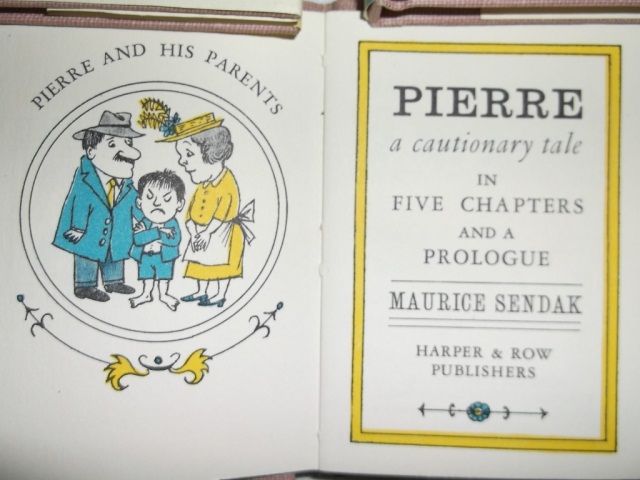 PIERRE AND HIS PARENTS
PIERRE
a cautionary tale
IN
FIVE CHAPTERS
AND A
PROLOGUE
MAURICE SENDAK
HARPER & ROW
PUBLISHERS